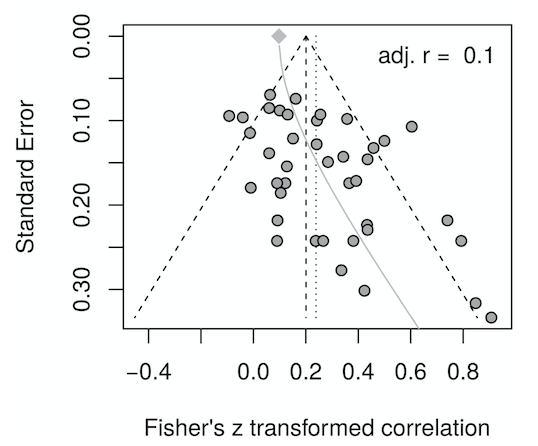 adj. r = 0.1
Standard Error
0.00
0.10
0.20
0.30
−0.4 0.0 0.2 0.4 0.6 0.8
Fisher's z transformed correlation